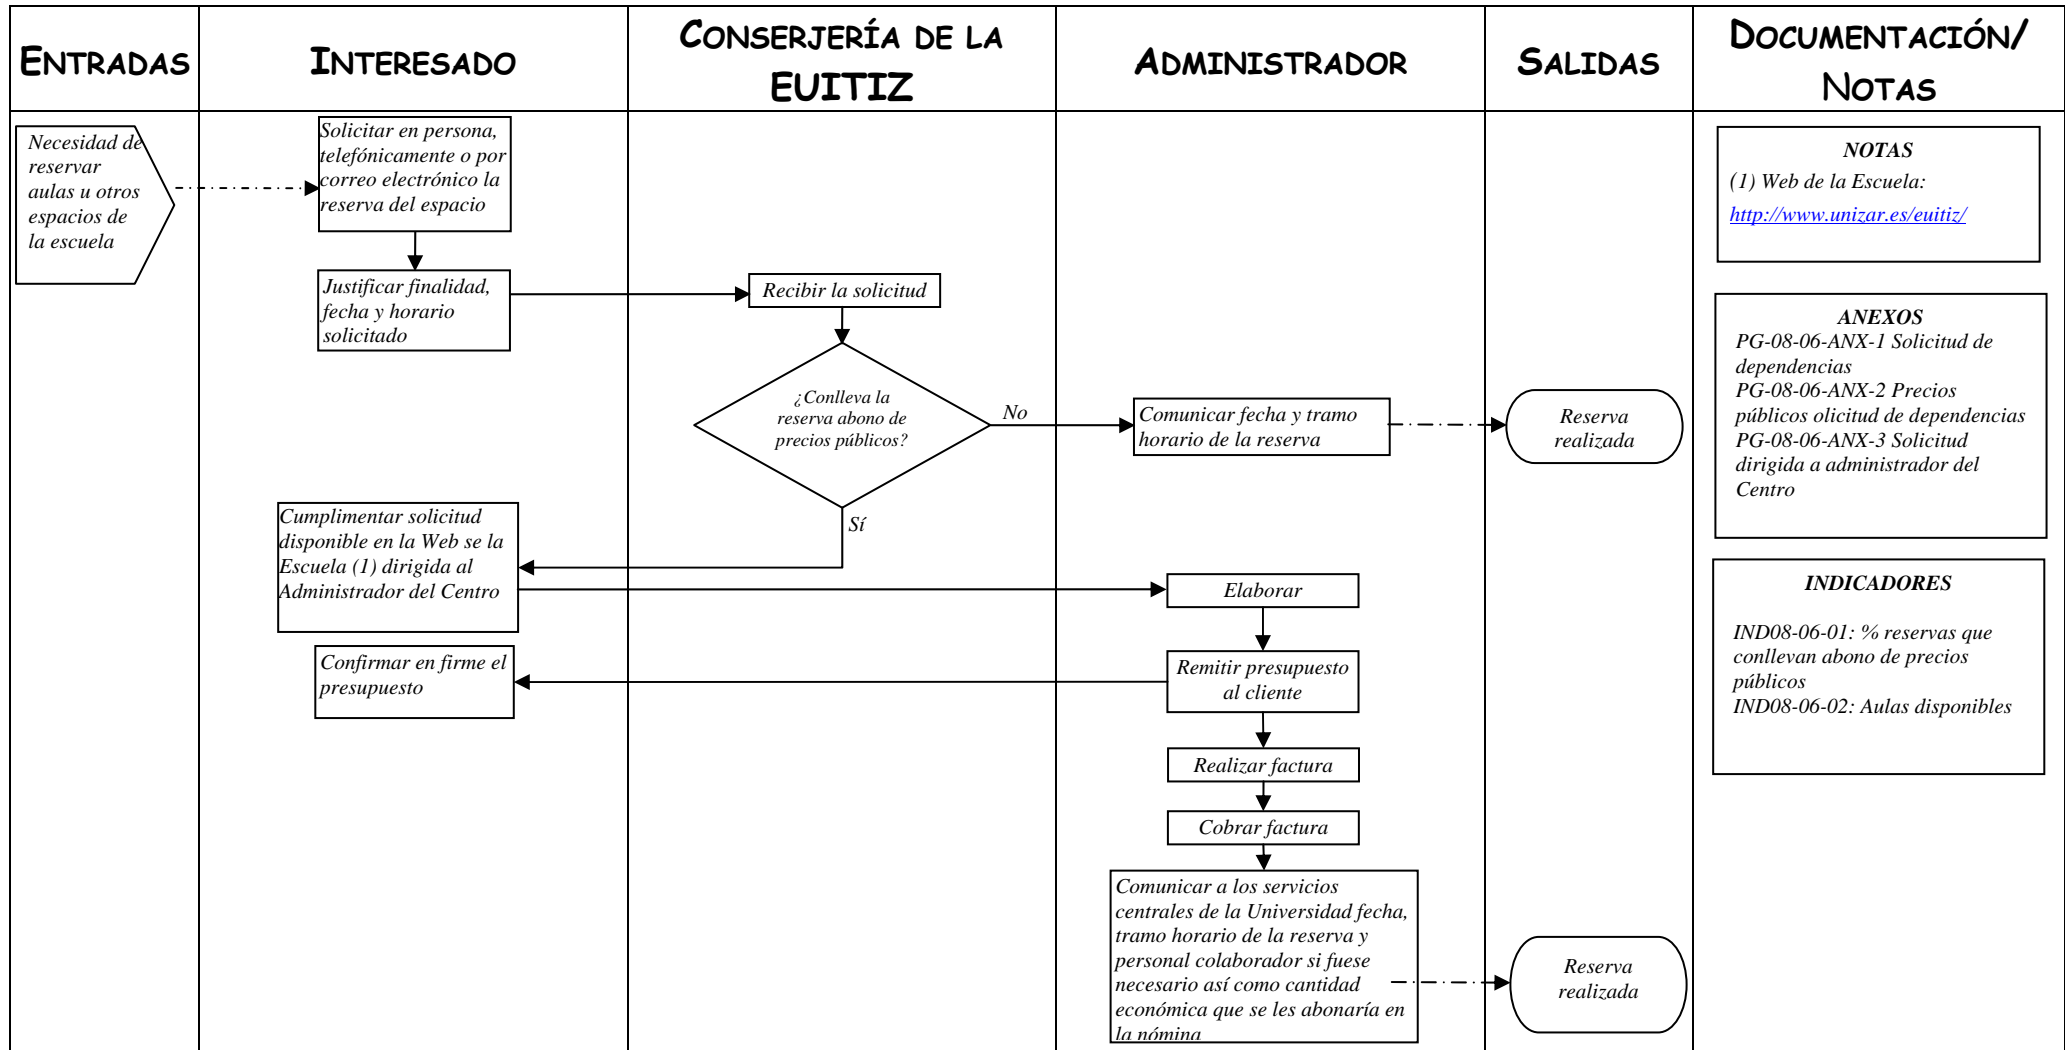 ENTRADAS
INTERESADO
CONSERJERÍA DE LA
EUITIZ
ADMINISTRADOR
SALIDAS
DOCUMENTACIÓN/
NOTAS
Necesidad de
reservar
aulas u otros
espacios de
la escuela
Solicitar en persona,
telefónicamente o por
correo electrónico la
reserva del espacio
Justificar finalidad,
fecha y horario
solicitado
Recibir la solicitud
¿Conlleva la
reserva abono de
precios públicos?
No
Sí
Comunicar fecha y tramo
horario de la reserva
Reserva
realizada
Cumplimentar solicitud
disponible en la Web se la
Escuela (1) dirigida al
Administrador del Centro
Elaborar
Remitir presupuesto
al cliente
Confirmar en firme el
presupuesto
Realizar factura
Cobrar factura
Comunicar a los servicios
centrales de la Universidad fecha,
tramo horario de la reserva y
personal colaborador si fuese
necesario así como cantidad
económica que se les abonaría en
la nómina
Reserva
realizada
NOTAS
(1) Web de la Escuela:
http://www.unizar.es/euitiz/
ANEXOS
PG-08-06-ANX-1 Solicitud de
dependencias
PG-08-06-ANX-2 Precios
públicos olicitud de dependencias
PG-08-06-ANX-3 Solicitud
dirigida a administrador del
Centro
INDICADORES
IND08-06-01: % reservas que
conllevan abono de precios
públicos
IND08-06-02: Aulas disponibles